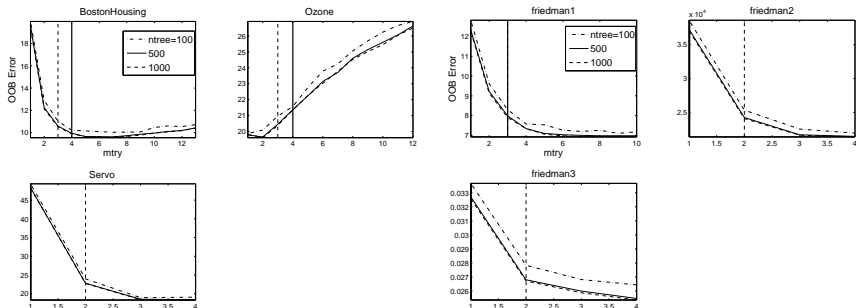 BostonHousing
OOB Error
18
16
14
12
10
ntree=100
500
1000
2 4 6 8 10 12
mtry
Ozone
26
25
24
23
22
21
20
2 4 6 8 10 12
friedman1
OOB Error
12
11
10
9
8
7
ntree=100
500
1000
2 4 6 8 10
mtry
friedman2
x 10⁻⁴
3.5
3
2.5
1 1.5 2 2.5 3 3.5 4
Servo
45
40
35
30
25
20
1 1.5 2 2.5 3 3.5 4
friedman3
0.033
0.032
0.031
0.03
0.029
0.028
0.027
0.026
1 1.5 2 2.5 3 3.5 4